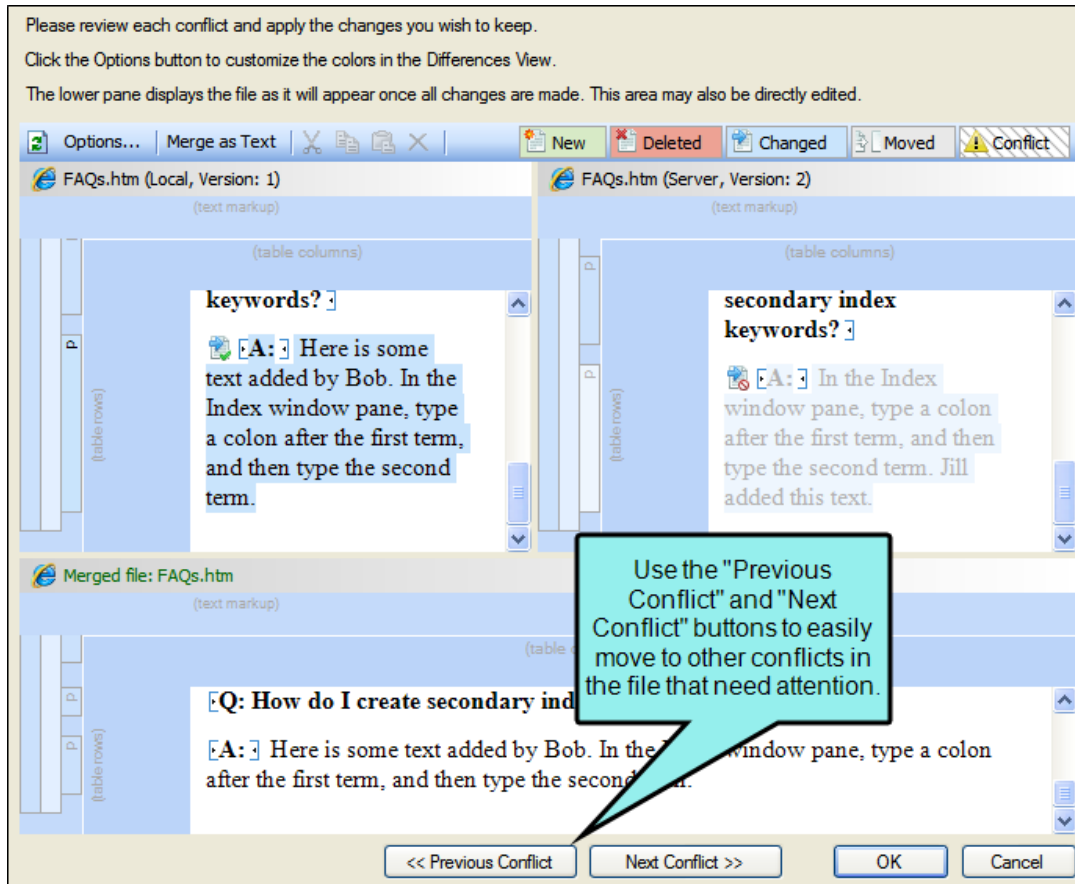 Please review each conflict and apply the changes you wish to keep.
Click the Options button to customize the colors in the Differences View.
The lower pane displays the file as it will appear once all changes are made. This area may also be directly edited.
Options... Merge as Text New Deleted Changed Moved Conflict
FAQs.htm (Local, Version: 1)
(text markup)
(table columns)
p
(table rows)
keywords?
A: Here is some
text added by Bob. In the
Index window pane, type
a colon after the first term,
and then type the second
term.
FAQs.htm (Server, Version: 2)
(text markup)
(table columns)
p
p
(table rows)
secondary index
keywords?
A: In the Index
window pane, type a colon
after the first term, and then
type the second term. Jill
added this text.
Merged file: FAQs.htm
(text markup)
(table
p
p
(table rows)
Q: How do I create secondary ind
A: Here is some text added by Bob. In the window pane, type a colon
after the first term, and then type the second
Use the "Previous
Conflict" and "Next
Conflict" buttons to easily
move to other conflicts in
the file that need attention.
<< Previous Conflict Next Conflict >> OK Cancel